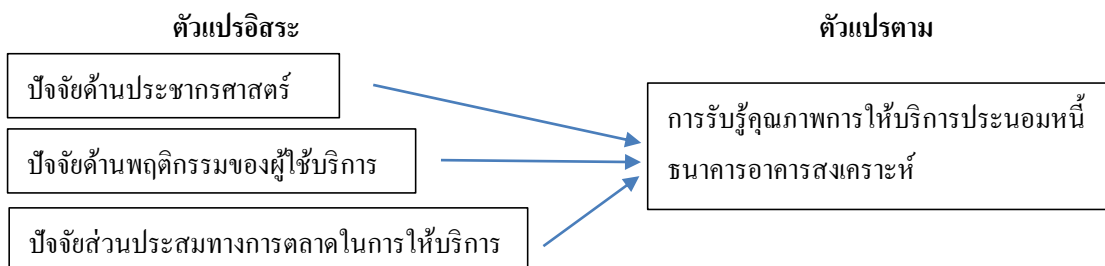 ตัวแปรอิสระ
ตัวแปรตาม
ปัจจัยด้านประชากรศาสตร์
ปัจจัยด้านพฤติกรรมของผู้ใช้บริการ
ปัจจัยส่วนประสมทางการตลาดในการให้บริการ
การรับรู้คุณภาพการให้บริการประนอมหนี้
ธนาคารอาคารสงเคราะห์